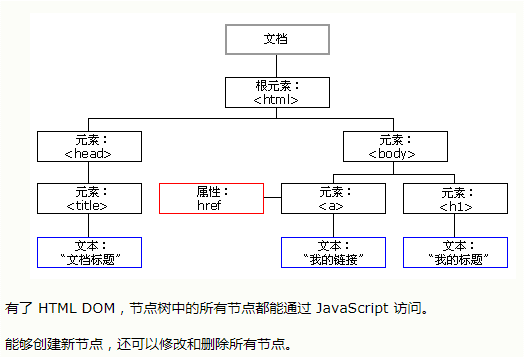 文档
根元素：
<html>
元素：
<head>
元素：
<body>
元素：
<title>
属性：
href
元素：
<a>
元素：
<h1>
文本：
“文档标题”
文本：
“我的链接”
文本：
“我的标题”
有了 HTML DOM，节点树中的所有节点都能通过 JavaScript 访问。
能够创建新节点，还可以修改和删除所有节点。